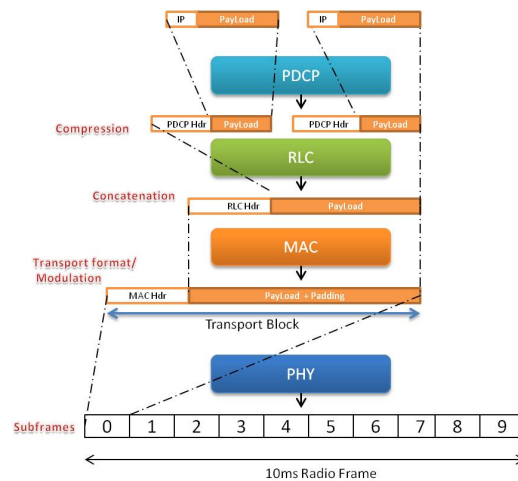 IP PayLoad IP PayLoad
PDCP
PDCP Hdr PayLoad PDCP Hdr PayLoad
Compression
RLC
Concatenation
RLC Hdr PayLoad
MAC
Transport format/
Modulation
MAC Hdr PayLoad + Padding
Transport Block
PHY
Subframes 0 1 2 3 4 5 6 7 8 9
10ms Radio Frame